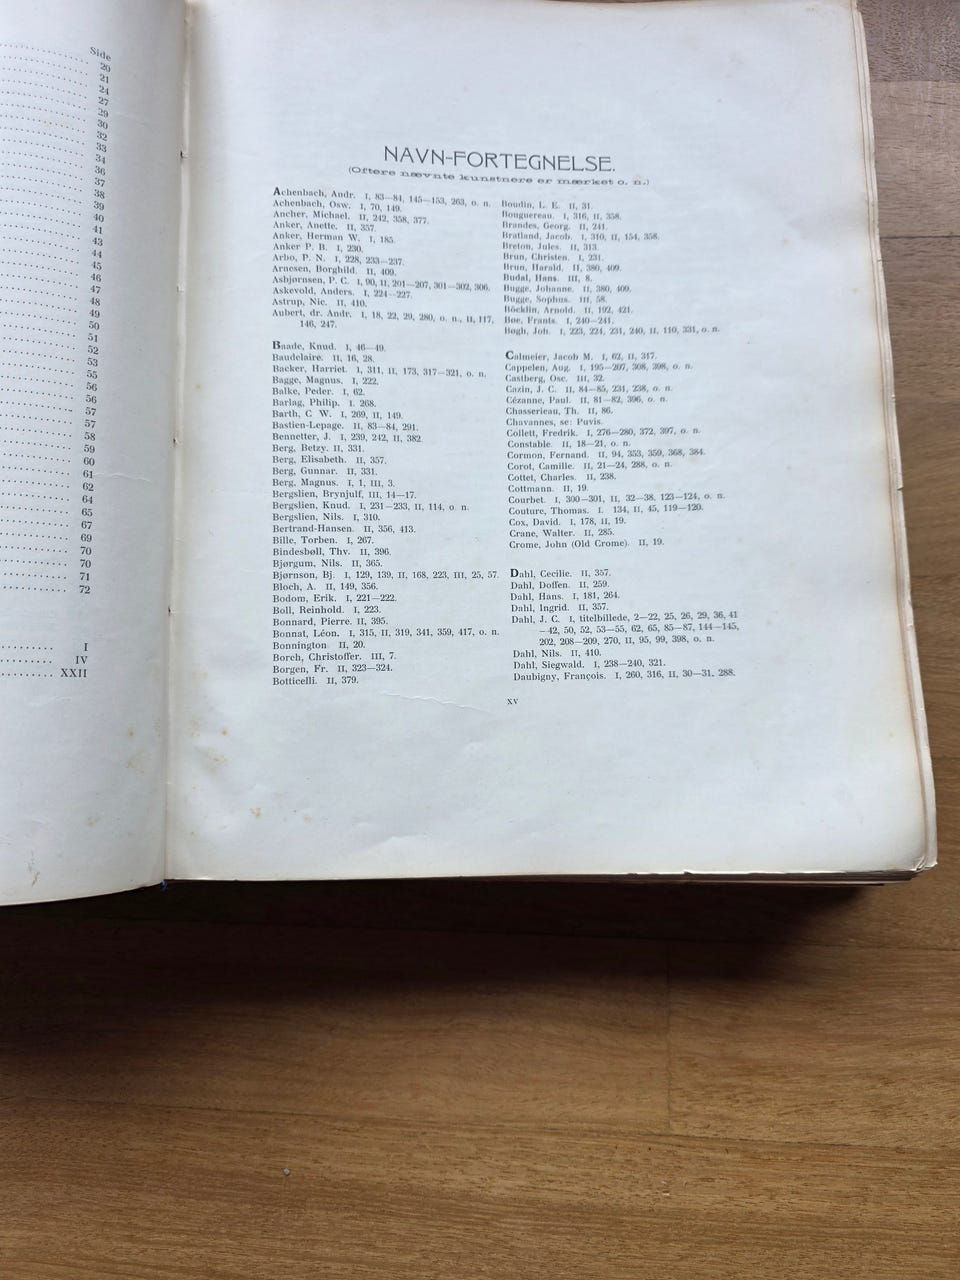 Side
20
21
24
27
29
30
32
33
34
36
37
38
39
40
41
43
44
45
46
47
48
49
50
51
52
53
55
56
56
57
57
58
59
60
61
62
64
65
67
69
70
70
71
72
I
IV
XXII
NAVN-FORTEGNELSE.
(Oftere nævnte kunstnere er mærket o. n.)
Achenbach, Andr. I, 83—84, 145—153, 263, o. n.
Achenbach, Osw. I, 70, 149.
Ancher, Michael. II, 242, 358, 377.
Anker, Anette. II, 357.
Anker, Herman W. I, 185.
Anker P. B. I, 230.
Arbo, P. N. I, 228, 233—237.
Arnesen, Borghild. II, 409.
Asbjørnsen, P. C. I, 90, II, 201—207, 301—302, 306.
Askevold, Anders. I, 224—227.
Astrup, Nic. II, 410.
Aubert, dr. Andr. I, 18, 22, 29, 280, o. n., II, 117,
146, 247.
Baade, Knud. I, 46—49.
Baudelaire. II, 16, 28.
Backer, Harriet. I, 311, II, 173, 317—321, o. n.
Bagge, Magnus. I, 222.
Balke, Peder. I, 62.
Barlag, Philip. I. 268.
Barth, C W. I, 269, II, 149.
Bastien-Lepage. II, 83—84, 291.
Bennetter, J. I, 239, 242, II, 382.
Berg, Betzy. II, 331.
Berg, Elisabeth. II, 357.
Berg, Gunnar. II, 331.
Berg, Magnus. I, 1, III, 3.
Bergslien, Brynjulf, III, 14—17.
Bergslien, Knud. I, 231—233, II, 114, o n.
Bergslien, Nils. I, 310.
Bertrand-Hansen. II, 356, 413.
Bille, Torben. I, 267.
Bindesbøll, Thv. II, 396.
Bjørgum, Nils. II, 365.
Bjørnson, Bj. I, 129, 139, II, 168, 223, III, 25, 57.
Bloch, A. II, 149, 356.
Bodom, Erik. I, 221—222.
Boll, Reinhold. I, 223.
Bonnard, Pierre. II, 395.
Bonnat, Léon. I, 315, II, 319, 341, 359, 417, o. n.
Bonnington II, 20.
Borch, Christoffer. III, 7.
Borgen, Fr. II, 323—324.
Botticelli. II, 379.
Boudin, L. E. II, 31.
Bouguereau. I, 316, II, 358.
Brandes, Georg. II, 241.
Bratland, Jacob. I, 310, II, 154, 358.
Breton, Jules. II, 313.
Brun, Christen. I, 231.
Brun, Harald. II, 380, 409.
Budal, Hans. III, 8.
Bugge, Johanne. II, 380, 409.
Bugge, Sophus. III, 58.
Böcklin, Arnold. II, 192, 421.
Bøe, Frants. I, 240—241.
Bøgh, Joh. I, 223, 224, 231, 240, II, 110, 331, o. n.
Calmeier, Jacob M. I, 62, II, 317.
Cappelen, Aug. I, 195—207, 308, 398, o. n.
Castberg, Osc. III, 32.
Cazin, J. C. II, 84—85, 231, 238, o. n.
Cézanne, Paul. II, 81—82, 396, o. n.
Chasserieau, Th. II, 86.
Chavannes, se: Puvis.
Collett, Fredrik. I, 276—280, 372, 397, o. n.
Constable. II, 18—21, o. n.
Cormon, Fernand. II, 94, 353, 359, 368, 384.
Corot, Camille. II, 21—24, 288, o. n.
Cottet, Charles. II, 238.
Cottmann. II, 19.
Courbet. I, 300—301, II, 32—38, 123—124, o. n.
Couture, Thomas. I. 134, II, 45, 119—120.
Cox, David. I, 178, II, 19.
Crane, Walter. II, 285.
Crome, John (Old Crome). II, 19.
Dahl, Cecilie. II, 357.
Dahl, Doffen. II, 259.
Dahl, Hans. I, 181, 264.
Dahl, Ingrid. II, 357.
Dahl, J. C. I, titelbillede, 2—22, 25, 26, 29, 36, 41
—42, 50, 52, 53—55, 62, 65, 85—87, 144—145,
202, 208—209, 270, II, 95, 99, 398, o. n.
Dahl, Nils. II, 410.
Dahl, Siegwald. I, 238—240, 321.
Daubigny, François. I, 260, 316, II, 30—31. 288.
XV